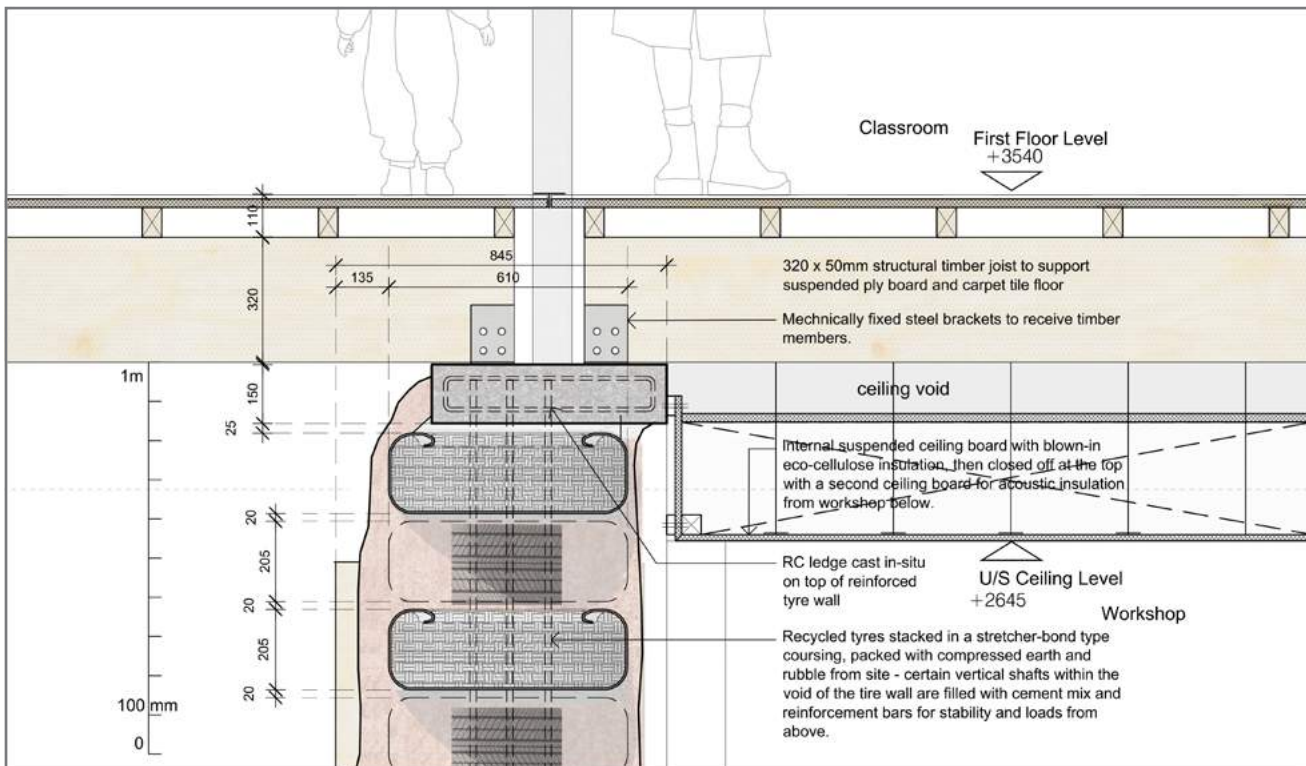 Classroom
First Floor Level
+3540
110
845
135
610
320
320 x 50mm structural timber joist to support
suspended ply board and carpet tile floor
Mechnically fixed steel brackets to receive timber
members.
1m
150
ceiling void
25
Internal suspended ceiling board with blown-in
eco-cellulose insulation, then closed off at the top
with a second ceiling board for acoustic insulation
from workshop below.
20
205
RC ledge cast in-situ
on top of reinforced
tyre wall
U/S Ceiling Level
+2645
Workshop
20
205
Recycled tyres stacked in a stretcher-bond type
coursing, packed with compressed earth and
rubble from site - certain vertical shafts within the
void of the tire wall are filled with cement mix and
reinforcement bars for stability and loads from
above.
20
100 mm
0